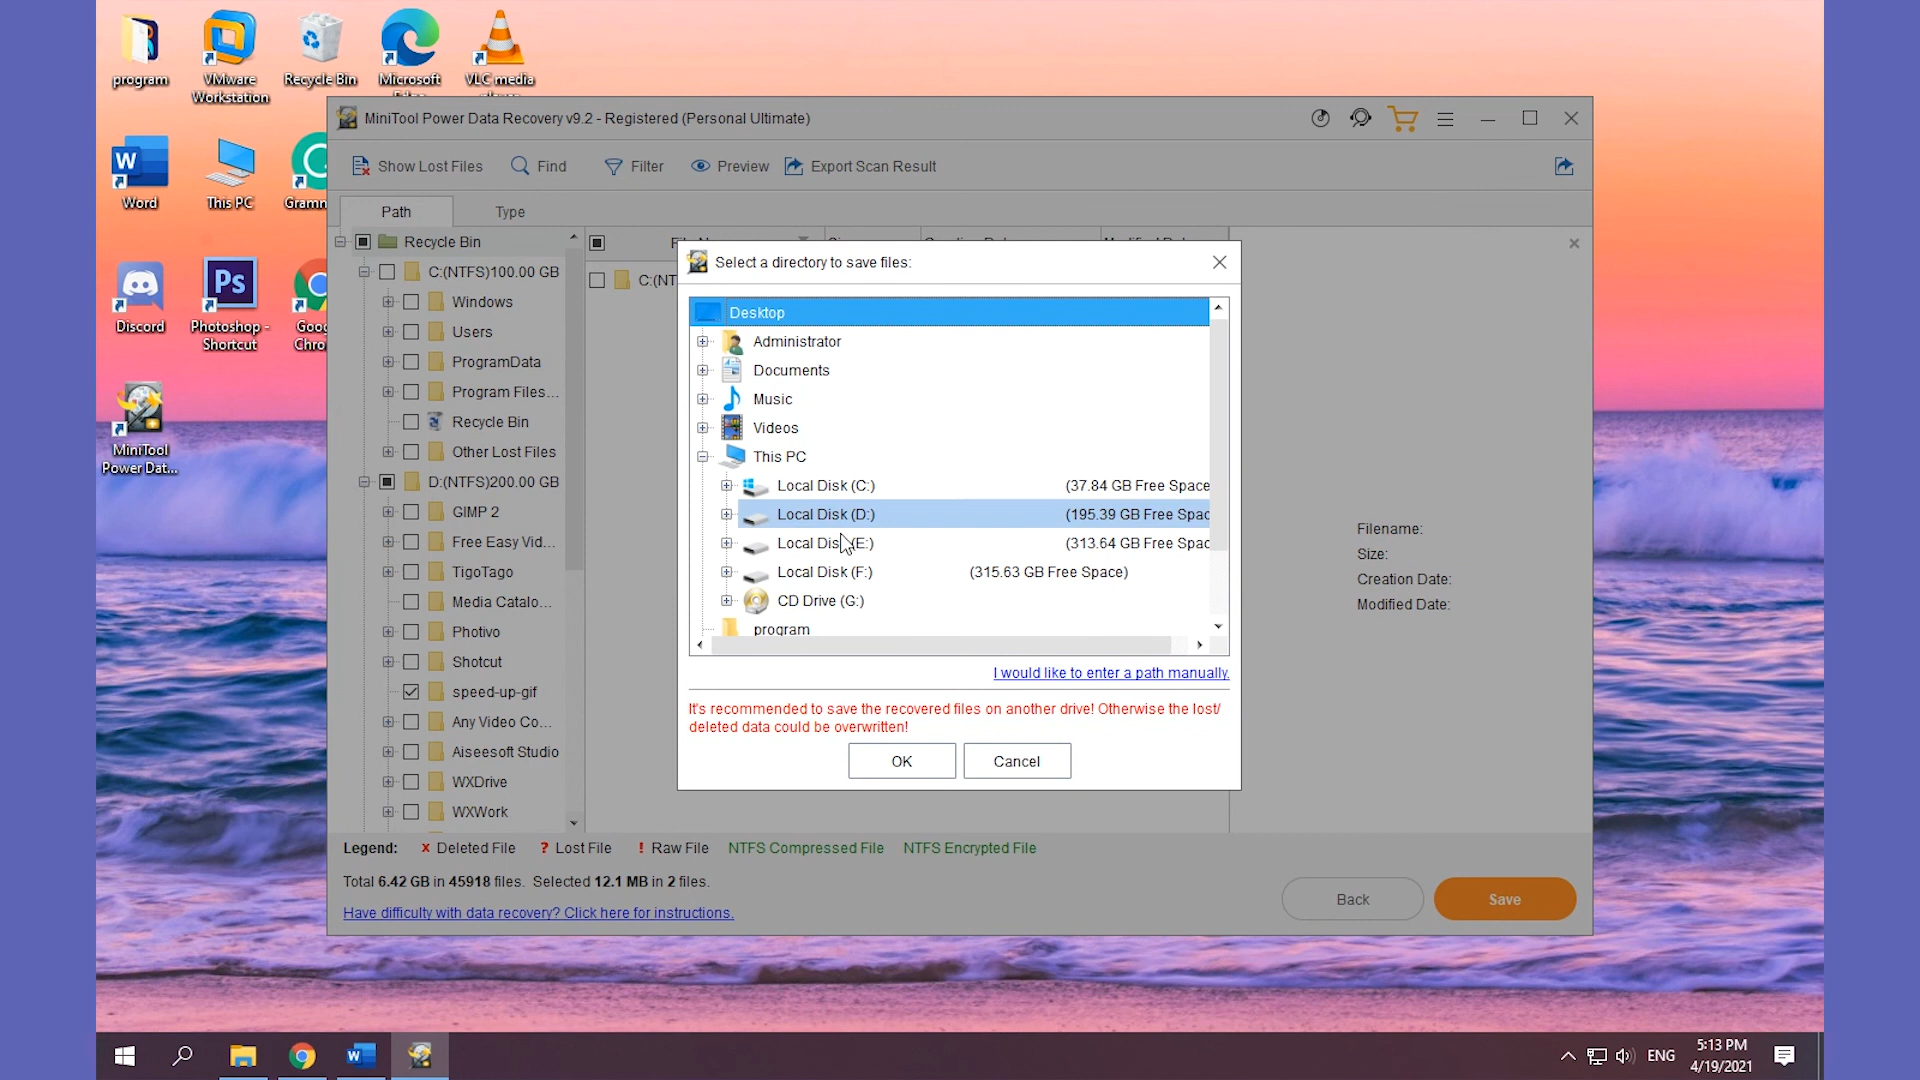 program
VMware
Workstation
Recycle Bin
Microsoft
VLC media
Word
This PC
Discord
Ps
Photoshop -
Shortcut
MiniTool
Power Dat...
MiniTool Power Data Recovery v9.2 - Registered (Personal Ultimate)
Show Lost Files
Find
Filter
Preview
Export Scan Result
Path
Type
Recycle Bin
C:(NTFS)100.00 GB
Windows
Users
ProgramData
Program Files...
Recycle Bin
Other Lost Files
D:(NTFS)200.00 GB
GIMP 2
Free Easy Vid...
TigoTago
Media Catalo...
Photivo
Shotcut
speed-up-gif
Any Video Co...
Aiseesoft Studio
WXDrive
WXWork
C:(NT
Select a directory to save files:
Desktop
Administrator
Documents
Music
Videos
This PC
Local Disk (C:) (37.84 GB Free Space
Local Disk (D:) (195.39 GB Free Spac
Local Disk (E:) (313.64 GB Free Spac
Local Disk (F:) (315.63 GB Free Space)
CD Drive (G:)
program
I would like to enter a path manually.
It's recommended to save the recovered files on another drive! Otherwise the lost/
deleted data could be overwritten!
OK
Cancel
Filename:
Size:
Creation Date:
Modified Date:
Legend: x Deleted File ? Lost File ! Raw File NTFS Compressed File NTFS Encrypted File
Total 6.42 GB in 45918 files. Selected 12.1 MB in 2 files.
Have difficulty with data recovery? Click here for instructions.
Back
Save
ENG
5:13 PM
4/19/2021